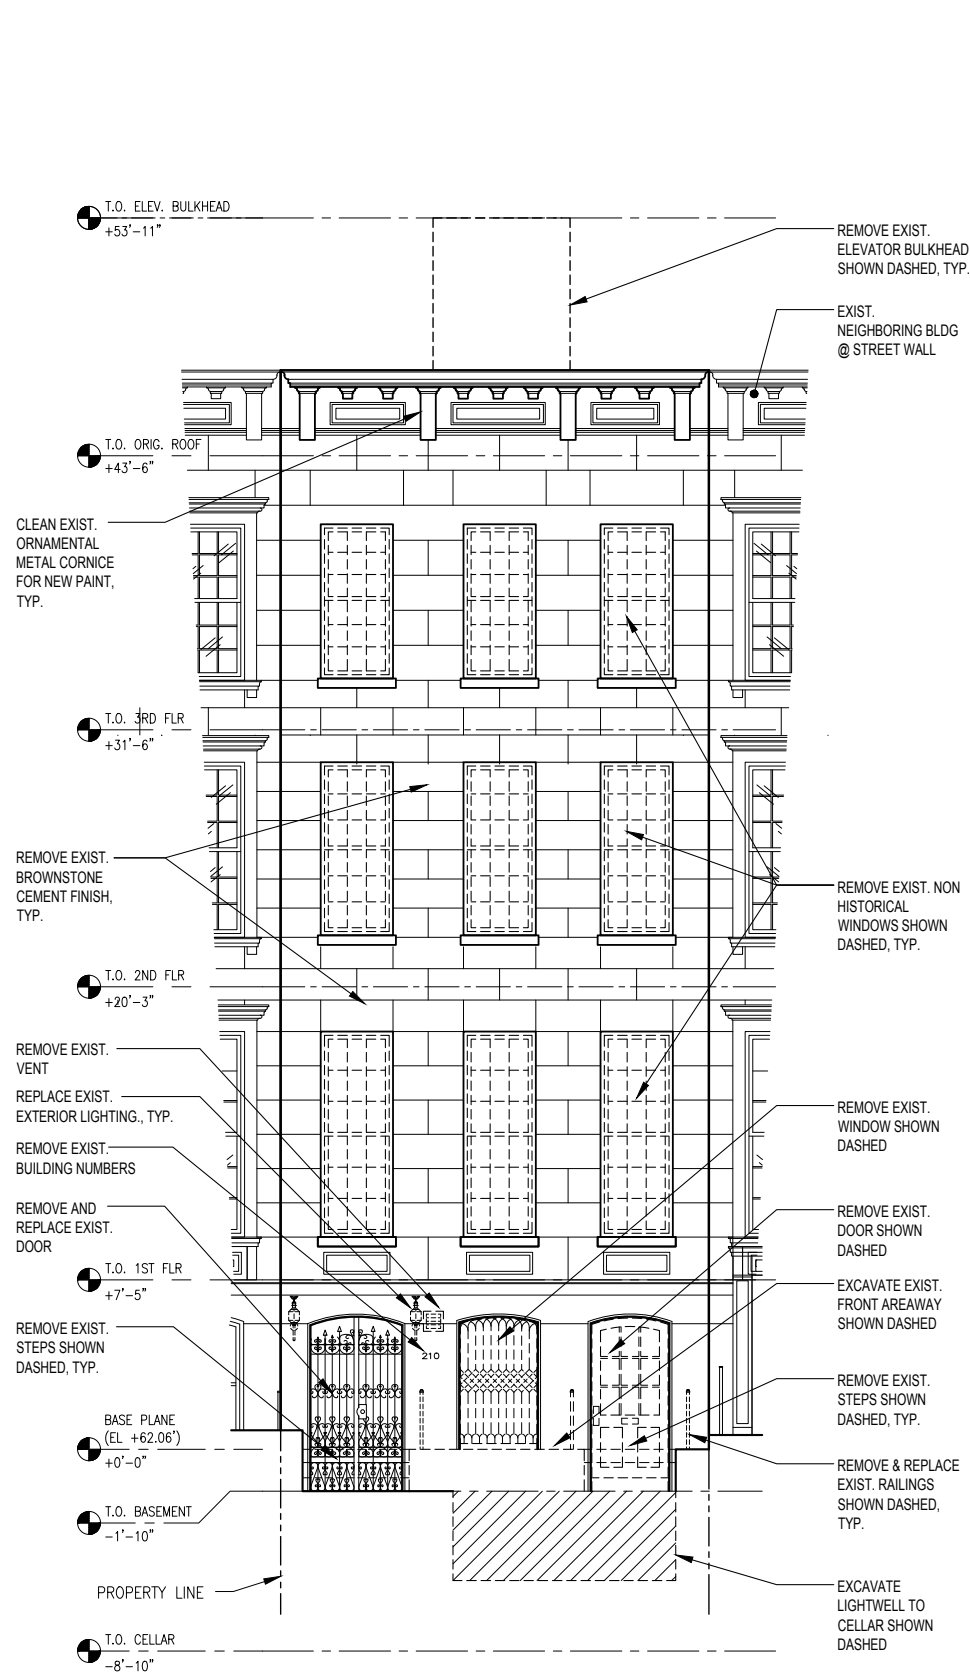 T.O. ELEV. BULKHEAD
+53'-11"
REMOVE EXIST.
ELEVATOR BULKHEAD
SHOWN DASHED, TYP.
EXIST.
NEIGHBORING BLDG
@ STREET WALL
T.O. ORIG. ROOF
+43'-6"
CLEAN EXIST.
ORNAMENTAL
METAL CORNICE
FOR NEW PAINT,
TYP.
T.O. 3RD FLR
+31'-6"
REMOVE EXIST.
BROWNSTONE
CEMENT FINISH,
TYP.
REMOVE EXIST. NON
HISTORICAL
WINDOWS SHOWN
DASHED, TYP.
T.O. 2ND FLR
+20'-3"
REMOVE EXIST.
VENT
REPLACE EXIST.
EXTERIOR LIGHTING., TYP.
REMOVE EXIST.
BUILDING NUMBERS
REMOVE AND
REPLACE EXIST.
DOOR
REMOVE EXIST.
WINDOW SHOWN
DASHED
REMOVE EXIST.
DOOR SHOWN
DASHED
T.O. 1ST FLR
+7'-5"
EXCAVATE EXIST.
FRONT AREAWAY
SHOWN DASHED
REMOVE EXIST.
STEPS SHOWN
DASHED, TYP.
210
REMOVE EXIST.
STEPS SHOWN
DASHED, TYP.
BASE PLANE
(EL +62.06')
+0'-0"
REMOVE & REPLACE
EXIST. RAILINGS
SHOWN DASHED,
TYP.
T.O. BASEMENT
-1'-10"
PROPERTY LINE
EXCAVATE
LIGHTWELL TO
CELLAR SHOWN
DASHED
T.O. CELLAR
-8'-10"